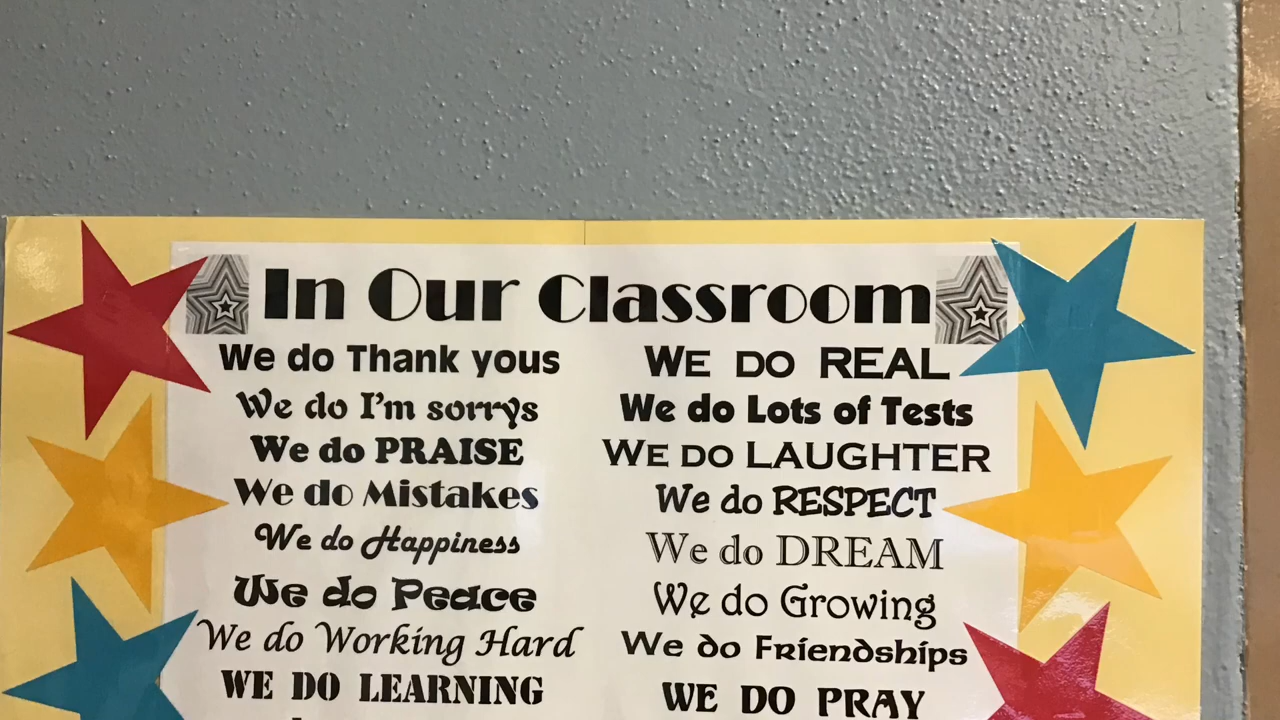 In Our Classroom
We do Thank yous
We do I'm sorrys
We do PRAISE
We do Mistakes
We do Happiness
We do Peace
We do Working Hard
WE DO LEARNING
WE DO REAL
We do Lots of Tests
WE DO LAUGHTER
We do RESPECT
We do DREAM
We do Growing
We do Friendships
WE DO PRAY